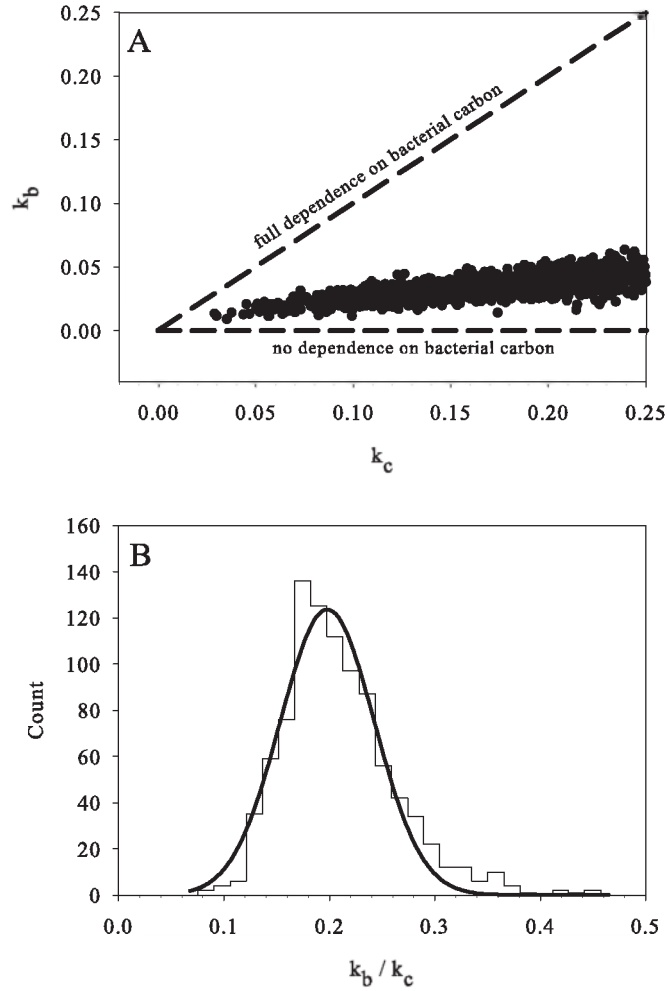 A
0.25
0.20
0.15
0.10
0.05
0.00
k_b
full dependence on bacterial carbon
no dependence on bacterial carbon
0.00 0.05 0.10 0.15 0.20 0.25
k_c
B
160
140
120
100
80
60
40
20
0
Count
0.0 0.1 0.2 0.3 0.4 0.5
k_b / k_c